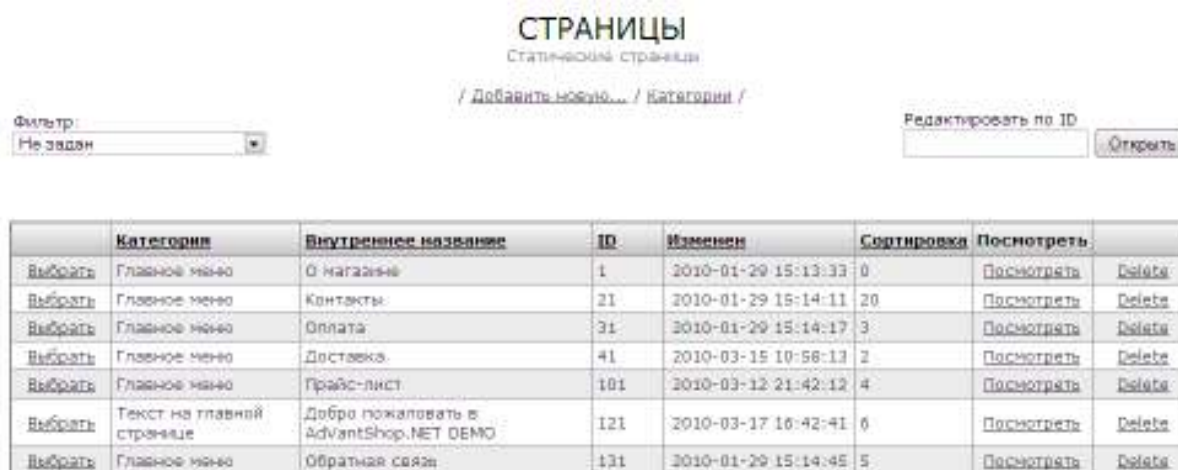 СТРАНИЦЫ
Статические страницы
/ Добавить новую... / Категории /
Фильтр:
Не задан
Редактировать по ID
Открыть
Категория Внутреннее название ID Изменен Сортировка Посмотреть
Выбрать Главное меню О магазине 1 2010-01-29 15:13:33 0 Посмотреть Delete
Выбрать Главное меню Контакты 21 2010-01-29 15:14:11 20 Посмотреть Delete
Выбрать Главное меню Оплата 31 2010-01-29 15:14:17 3 Посмотреть Delete
Выбрать Главное меню Доставка 41 2010-03-15 10:58:13 2 Посмотреть Delete
Выбрать Главное меню Прайс-лист 101 2010-03-12 21:42:12 4 Посмотреть Delete
Выбрать Текст на главной странице Добро пожаловать в AdVantShop.NET DEMO 121 2010-03-17 16:42:41 6 Посмотреть Delete
Выбрать Главное меню Обратная связь 131 2010-01-29 15:14:45 5 Посмотреть Delete